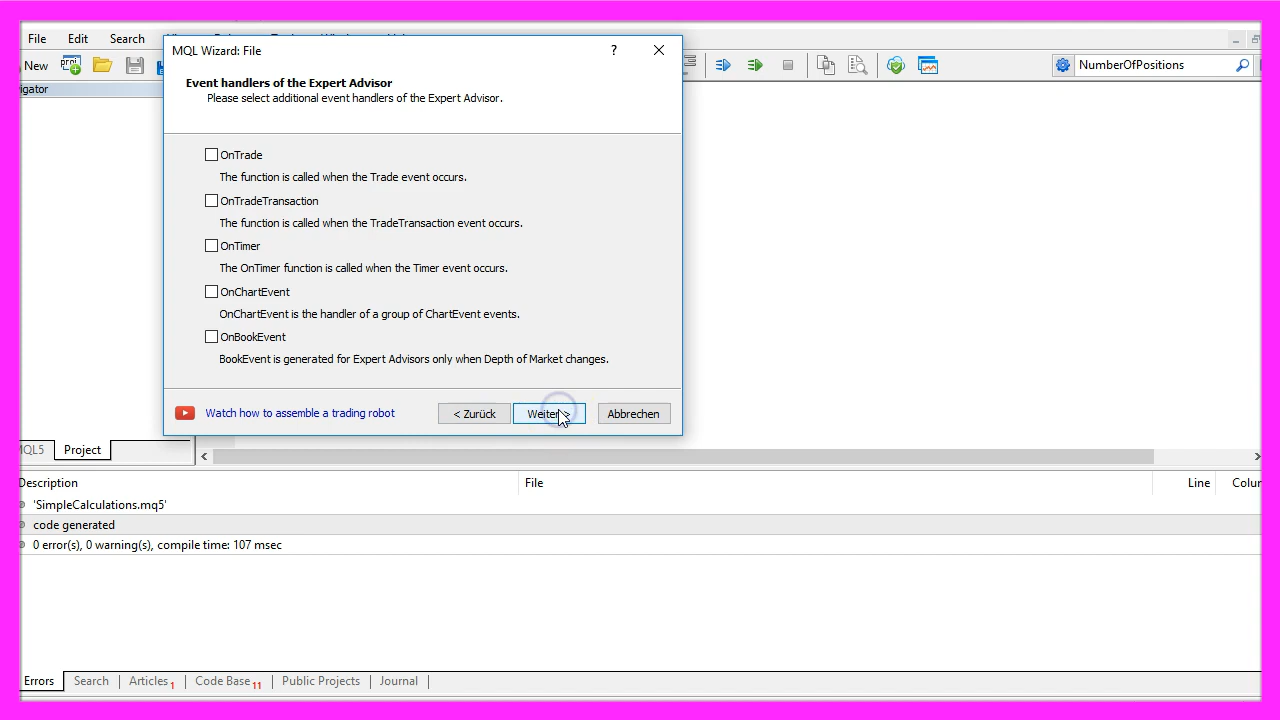 File Edit Search
MQL Wizard: File
?
New
NumberOfPositions
igator
Event handlers of the Expert Advisor
Please select additional event handlers of the Expert Advisor.
OnTrade
The function is called when the Trade event occurs.
OnTradeTransaction
The function is called when the TradeTransaction event occurs.
OnTimer
The OnTimer function is called when the Timer event occurs.
OnChartEvent
OnChartEvent is the handler of a group of ChartEvent events.
OnBookEvent
BookEvent is generated for Expert Advisors only when Depth of Market changes.
Watch how to assemble a trading robot
< Zurück Weiter > Abbrechen
MQL5 Project
Description File Line Colur
'SimpleCalculations.mq5'
code generated
0 error(s), 0 warning(s), compile time: 107 msec
Errors Search Articles 1 Code Base 11 Public Projects Journal